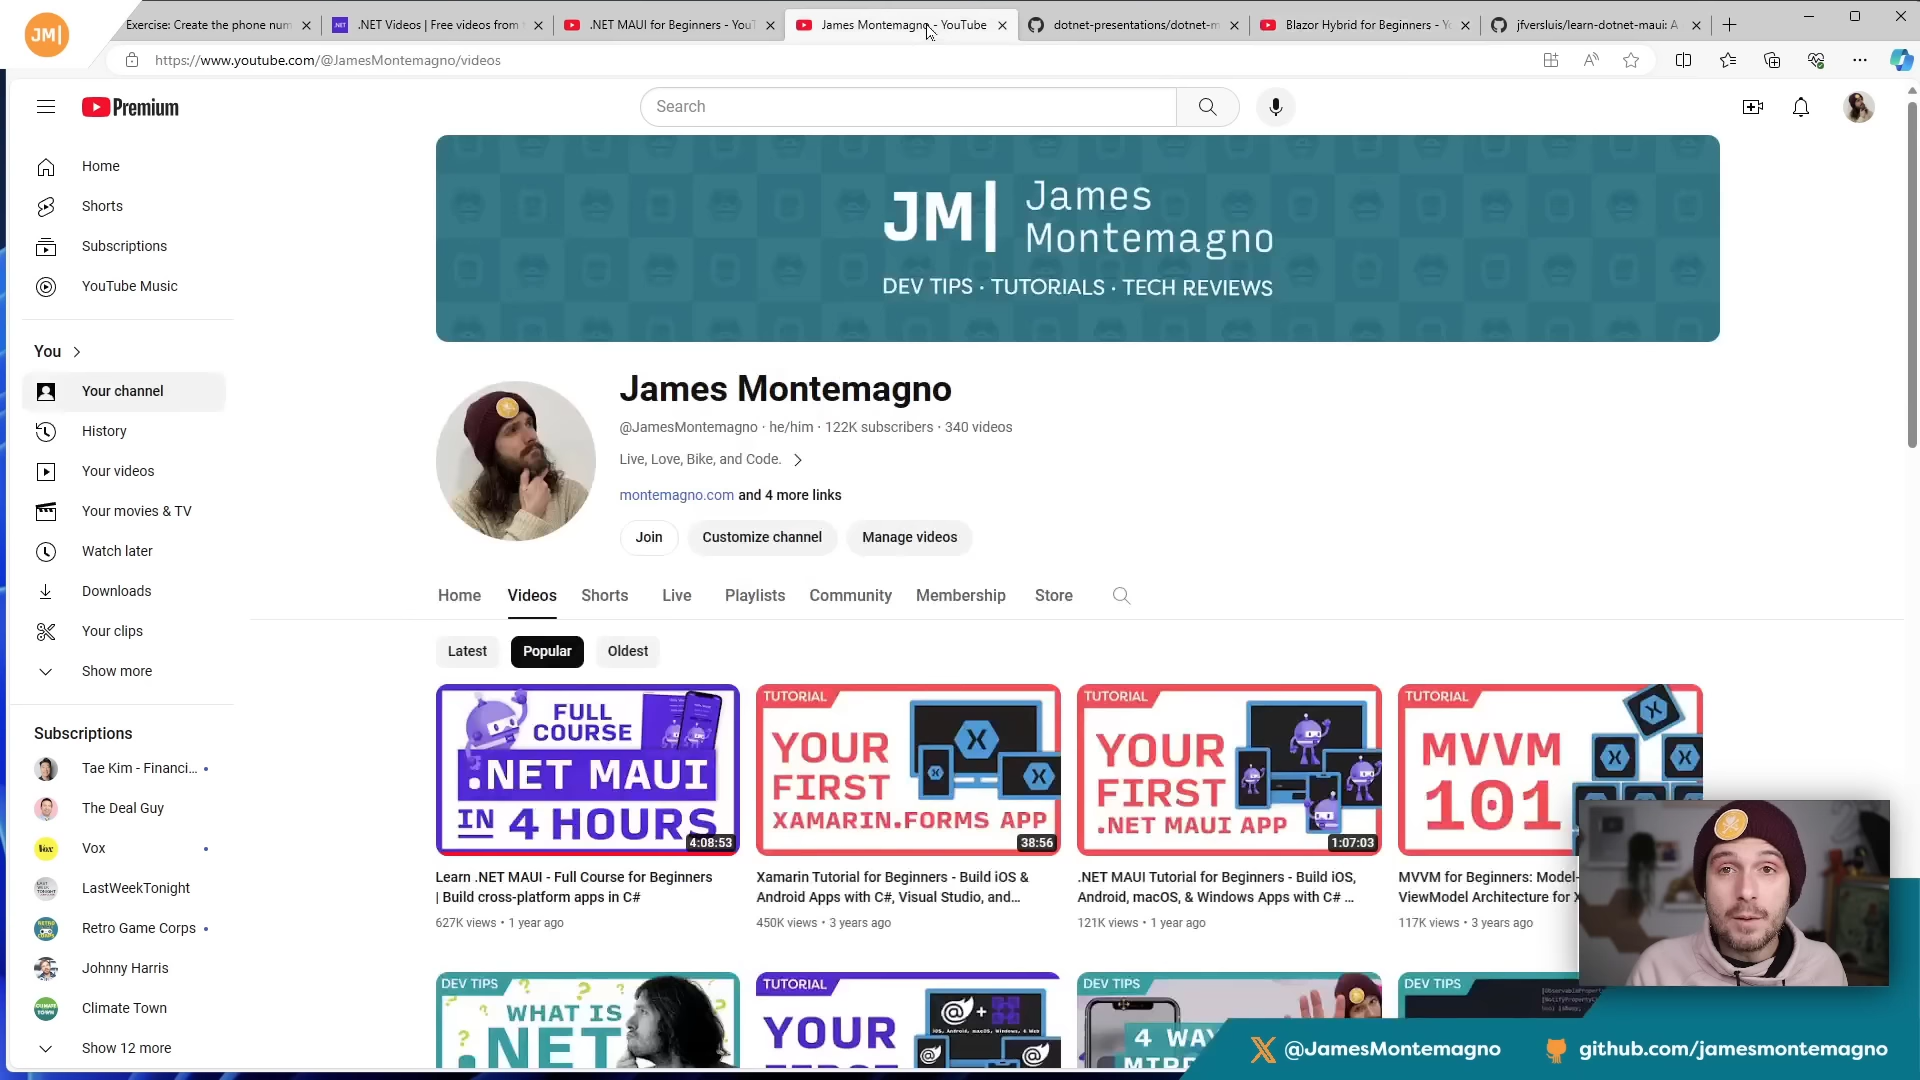 JM|
Exercise: Create the phone num
.NET Videos | Free videos from
.NET MAUI for Beginners - YouT
James Montemagno - YouTube
dotnet-presentations/dotnet-m
Blazor Hybrid for Beginners - Yo
jfversluis/learn-dotnet-maui: A
https://www.youtube.com/@JamesMontemagno/videos
Premium
Search
Home
Shorts
Subscriptions
YouTube Music
You
Your channel
History
Your videos
Your movies & TV
Watch later
Downloads
Your clips
Show more
Subscriptions
Tae Kim - Financi...
The Deal Guy
Vox
LastWeekTonight
Retro Game Corps
Johnny Harris
Climate Town
Show 12 more
JM|
James
Montemagno
DEV TIPS · TUTORIALS · TECH REVIEWS
James Montemagno
@JamesMontemagno · he/him · 122K subscribers · 340 videos
Live, Love, Bike, and Code.
montemagno.com and 4 more links
Join
Customize channel
Manage videos
Home
Videos
Shorts
Live
Playlists
Community
Membership
Store
Latest
Popular
Oldest
FULL
COURSE
.NET MAUI
IN 4 HOURS
4:08:53
Learn .NET MAUI - Full Course for Beginners
| Build cross-platform apps in C#
627K views • 1 year ago
TUTORIAL
YOUR
FIRST
XAMARIN.FORMS APP
38:56
Xamarin Tutorial for Beginners - Build iOS &
Android Apps with C#, Visual Studio, and...
450K views • 3 years ago
TUTORIAL
YOUR
FIRST
.NET MAUI APP
1:07:03
.NET MAUI Tutorial for Beginners - Build iOS,
Android, macOS, & Windows Apps with C# ...
121K views • 1 year ago
TUTORIAL
MVVM
101
MVVM for Beginners: Model-
ViewModel Architecture for X
117K views • 3 years ago
DEV TIPS
WHAT IS
.NET
TUTORIAL
YOUR
FIRST
iOS, Android, macOS, Windows, & Web
DEV TIPS
4 WAY
MIRR
DEV TIPS
@JamesMontemagno
github.com/jamesmontemagno